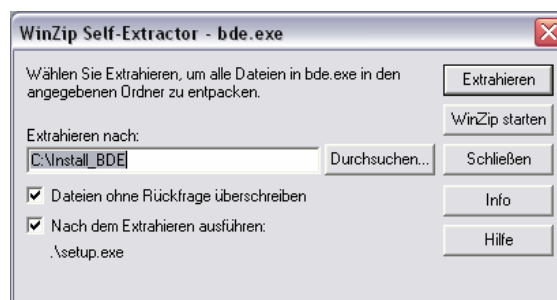 WinZip Self-Extractor - bde.exe
Wählen Sie Extrahieren, um alle Dateien in bde.exe in den
angegebenen Ordner zu entpacken.
Extrahieren nach:
C:\Install_BDE
Durchsuchen...
Dateien ohne Rückfrage überschreiben
Nach dem Extrahieren ausführen:
.\setup.exe
Extrahieren
WinZip starten
Schließen
Info
Hilfe